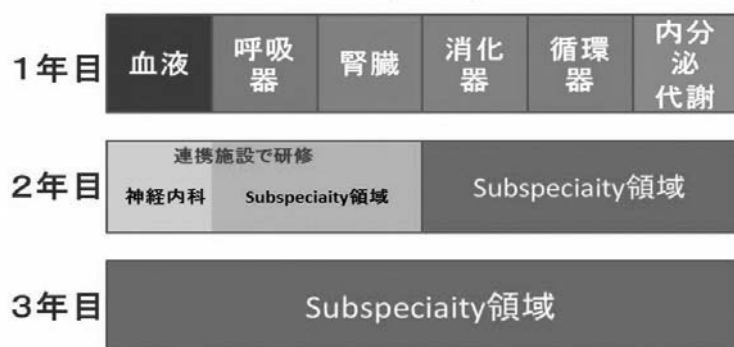 1年目
血液
呼吸
器
腎臓
消化
器
循環
器
内分
泌
代謝
2年目
連携施設で研修
神経内科
Subspeciaity領域
Subspeciaity領域
3年目
Subspeciaity領域